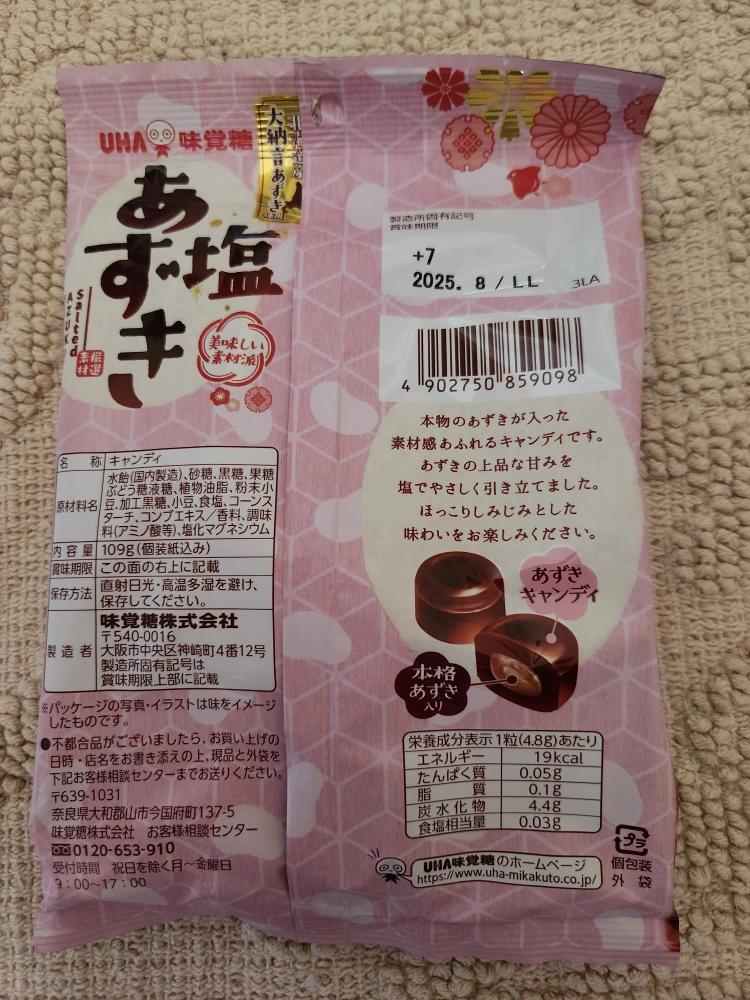 UHA 味覚糖
大納言あずき
使用
塩
あずき
Salted
AZUKI
厳選
素材
美味しい
素材派
製造所固有記号
賞味期限
+7
2025. 8 / LL 3LA
4 902750 859098
本物のあずきが入った
素材感あふれるキャンディです。
あずきの上品な甘みを
塩でやさしく引き立てました。
ほっこりしみじみとした
味わいをお楽しみください。
あずき
キャンディ
本格
あずき
入り
名称 キャンディ
原材料名 水飴(国内製造)、砂糖、黒糖、果糖
ぶどう糖液糖、植物油脂、粉末小
豆、加工黒糖、小豆、食塩、コーンス
ターチ、コンブエキス/香料、調味
料(アミノ酸等)、塩化マグネシウム
内容量 109g(個装紙込み)
賞味期限 この面の右上に記載
保存方法 直射日光・高温多湿を避け、
保存してください。
製造者 味覚糖株式会社
〒540-0016
大阪市中央区神崎町4番12号
製造所固有記号は
賞味期限上部に記載
※パッケージの写真・イラストは味をイメージ
したものです。
●不都合品がございましたら、お買い上げの
日時・店名をお書き添えの上、現品と外袋を
下記お客様相談センターまでお送りください。
〒639-1031
奈良県大和郡山市今国府町137-5
味覚糖株式会社 お客様相談センター
0120-653-910
受付時間 祝日を除く月〜金曜日
9:00〜17:00
栄養成分表示 1粒(4.8g)あたり
エネルギー 19kcal
たんぱく質 0.05g
脂質 0.1g
炭水化物 4.4g
食塩相当量 0.03g
UHA味覚糖のホームページ
https://www.uha-mikakuto.co.jp/
プラ
個包装
外袋